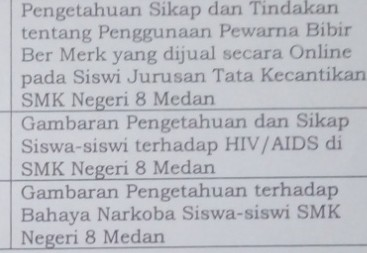 Pengetahuan Sikap dan Tindakan
tentang Penggunaan Pewarna Bibir
Ber Merk yang dijual secara Online
pada Siswi Jurusan Tata Kecantikan
SMK Negeri 8 Medan
Gambaran Pengetahuan dan Sikap
Siswa-siswi terhadap HIV/AIDS di
SMK Negeri 8 Medan
Gambaran Pengetahuan terhadap
Bahaya Narkoba Siswa-siswi SMK
Negeri 8 Medan